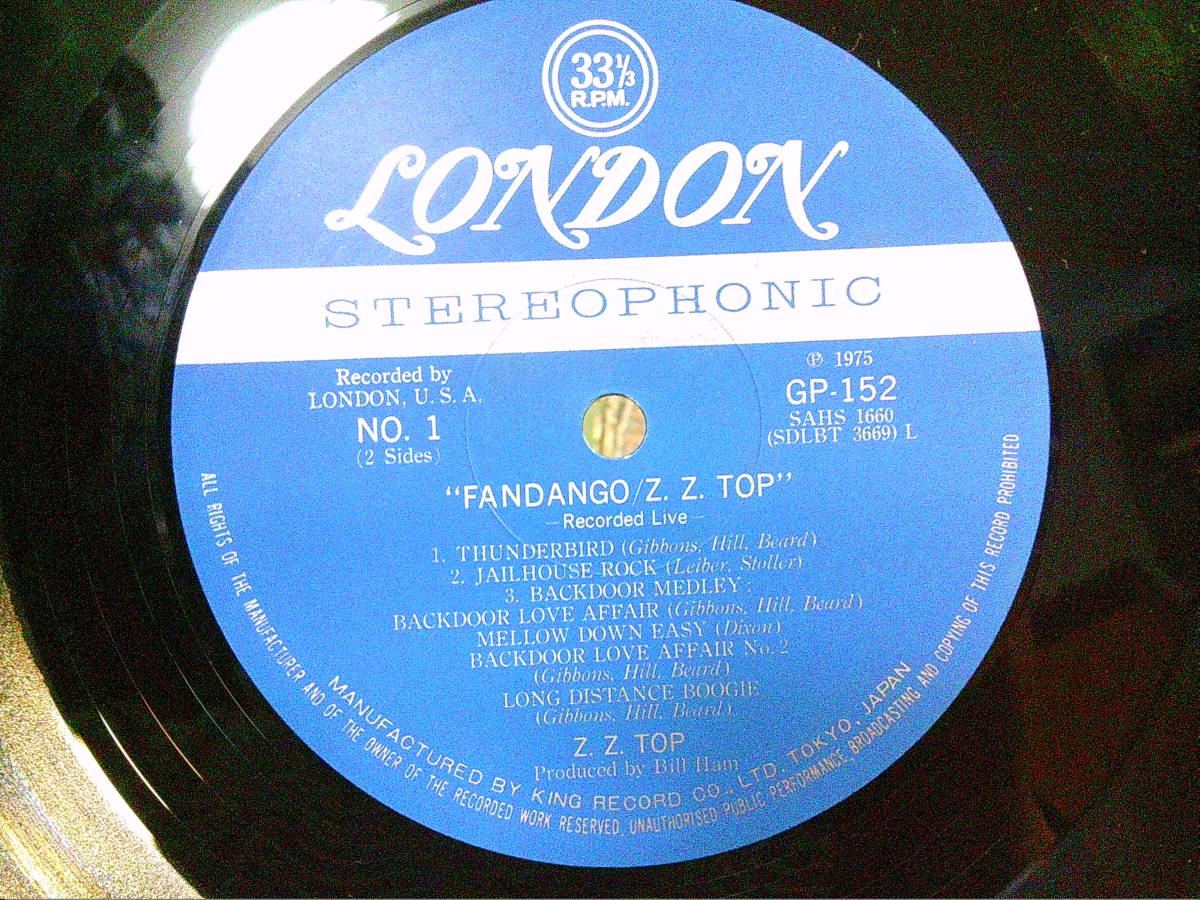 33⅓
R.P.M.
LONDON
STEREOPHONIC
Recorded by
LONDON, U. S. A.
NO. 1
(2 Sides)
℗ 1975
GP-152
SAHS 1660
(SDLBT 3669) L
"FANDANGO/Z. Z. TOP"
—Recorded Live—
1. THUNDERBIRD (Gibbons, Hill, Beard)
2. JAILHOUSE ROCK (Leiber, Stoller)
3. BACKDOOR MEDLEY:
BACKDOOR LOVE AFFAIR (Gibbons, Hill, Beard)
MELLOW DOWN EASY (Dixon)
BACKDOOR LOVE AFFAIR No. 2
(Gibbons, Hill, Beard)
LONG DISTANCE BOOGIE
(Gibbons, Hill, Beard)
Z. Z. TOP
Produced by Bill Ham
MANUFACTURED BY KING RECORD CO., LTD. TOKYO, JAPAN
ALL RIGHTS OF THE MANUFACTURER AND OF THE OWNER OF THE RECORDED WORK RESERVED, UNAUTHORISED PUBLIC PERFORMANCE, BROADCASTING AND COPYING OF THIS RECORD PROHIBITED